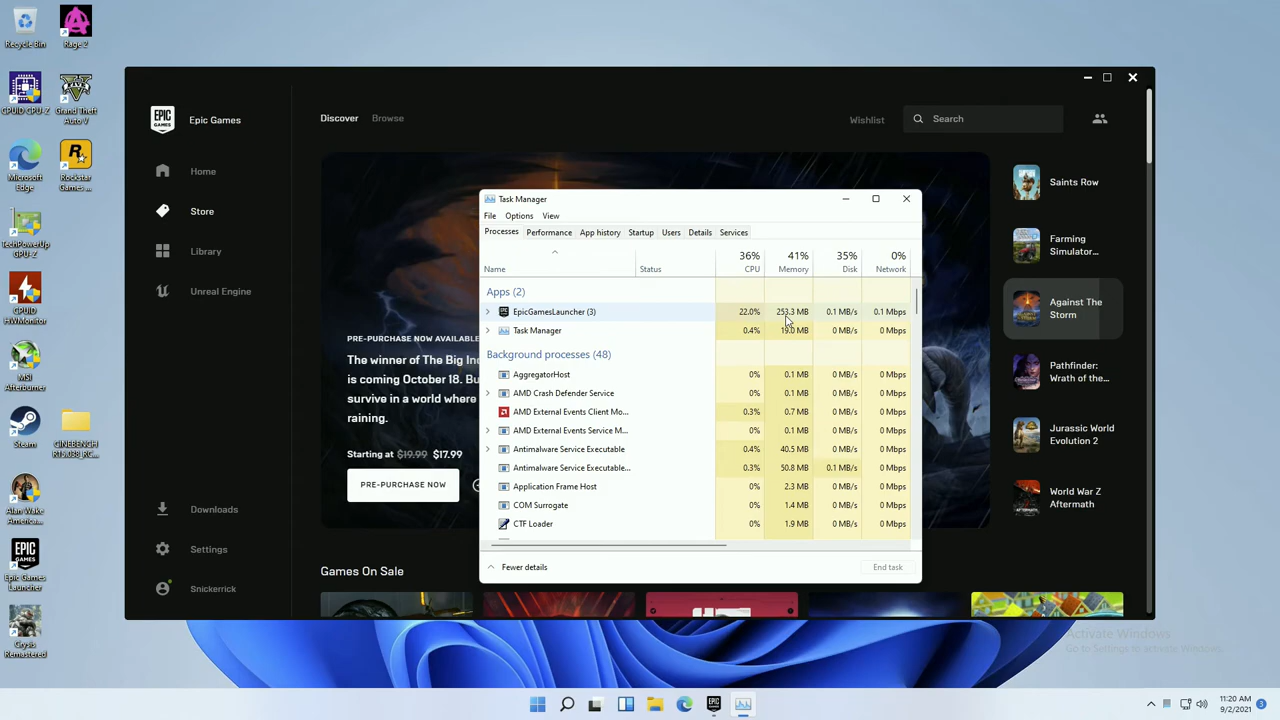 Recycle Bin
Rage 2
CPUID CPU-Z
Grand Theft
Auto V
Microsoft
Edge
Rockstar
Games ...
TechPowerUp
GPU-Z
CPUID
HWMonitor
MSI
Afterburner
Steam
CINEBENCH
R15.038_RC...
Alan Wake
America...
Epic Games
Launcher
Crysis
Remastered
EPIC
GAMES
Epic Games
Home
Store
Library
Unreal Engine
Downloads
Settings
Snickerrick
Discover
Browse
Wishlist
Search
PRE-PURCHASE NOW AVAILABLE
The winner of The Big Ind
is coming October 18. Bu
survive in a world where
raining.
Starting at $19.99 $17.99
PRE-PURCHASE NOW
Games On Sale
Saints Row
Farming
Simulator...
Against The
Storm
Pathfinder:
Wrath of the...
Jurassic World
Evolution 2
World War Z
Aftermath
Task Manager
File Options View
Processes Performance App history Startup Users Details Services
36% 41% 35% 0%
Name Status CPU Memory Disk Network
Apps (2)
EpicGamesLauncher (3) 22.0% 253.3 MB 0.1 MB/s 0.1 Mbps
Task Manager 0.4% 19.0 MB 0 MB/s 0 Mbps
Background processes (48)
AggregatorHost 0% 0.1 MB 0 MB/s 0 Mbps
AMD Crash Defender Service 0% 0.1 MB 0 MB/s 0 Mbps
AMD External Events Client Mo... 0.3% 0.7 MB 0 MB/s 0 Mbps
AMD External Events Service M... 0% 0.1 MB 0 MB/s 0 Mbps
Antimalware Service Executable 0.4% 40.5 MB 0 MB/s 0 Mbps
Antimalware Service Executable... 0.3% 50.8 MB 0.1 MB/s 0 Mbps
Application Frame Host 0% 2.3 MB 0 MB/s 0 Mbps
COM Surrogate 0% 1.4 MB 0 MB/s 0 Mbps
CTF Loader 0% 1.9 MB 0 MB/s 0 Mbps
Fewer details
End task
Activate Windows
Go to Settings to activate Windows.
11:20 AM
9/2/2021
3